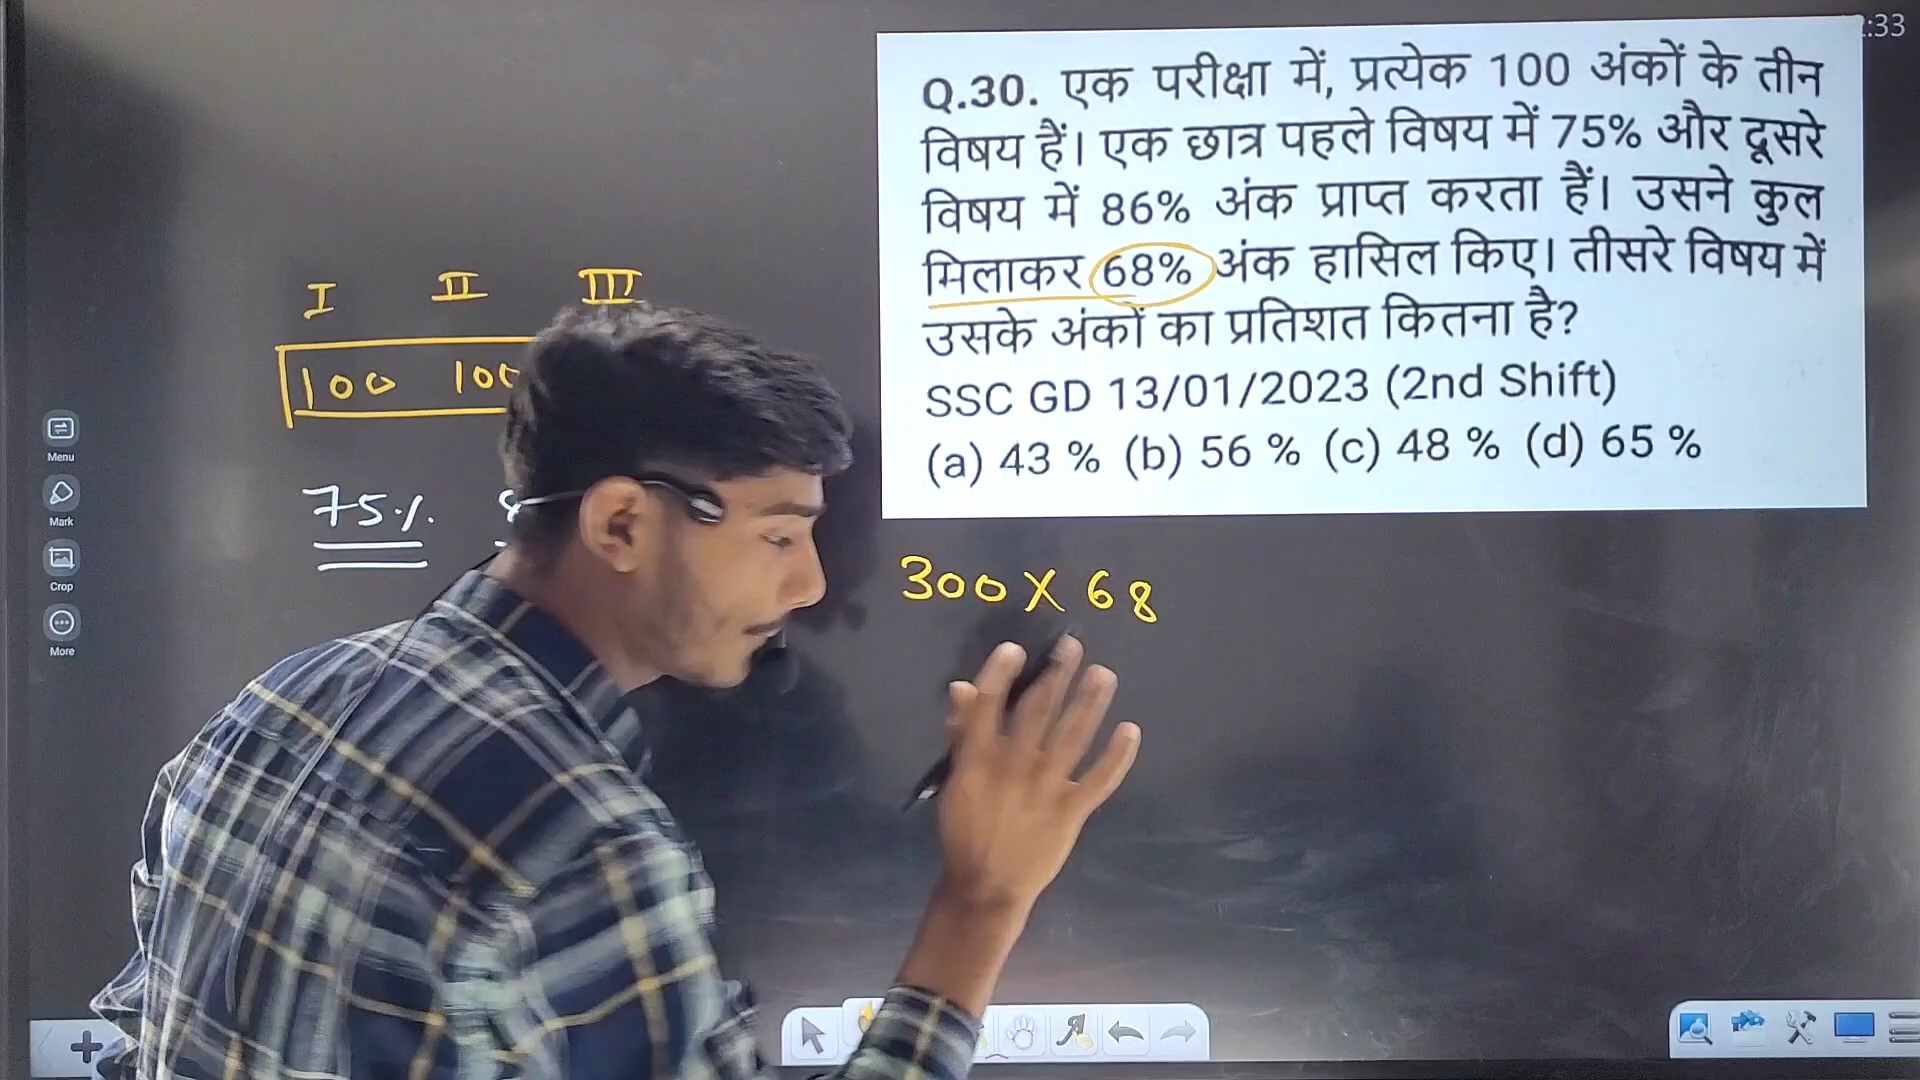 :33
Q.30. एक परीक्षा में, प्रत्येक 100 अंकों के तीन
विषय हैं। एक छात्र पहले विषय में 75% और दूसरे
विषय में 86% अंक प्राप्त करता हैं। उसने कुल
मिलाकर 68% अंक हासिल किए। तीसरे विषय में
उसके अंकों का प्रतिशत कितना है?
SSC GD 13/01/2023 (2nd Shift)
(a) 43 % (b) 56 % (c) 48 % (d) 65 %
I II III
100 100
75%
300 X 68
Menu
Mark
Crop
More